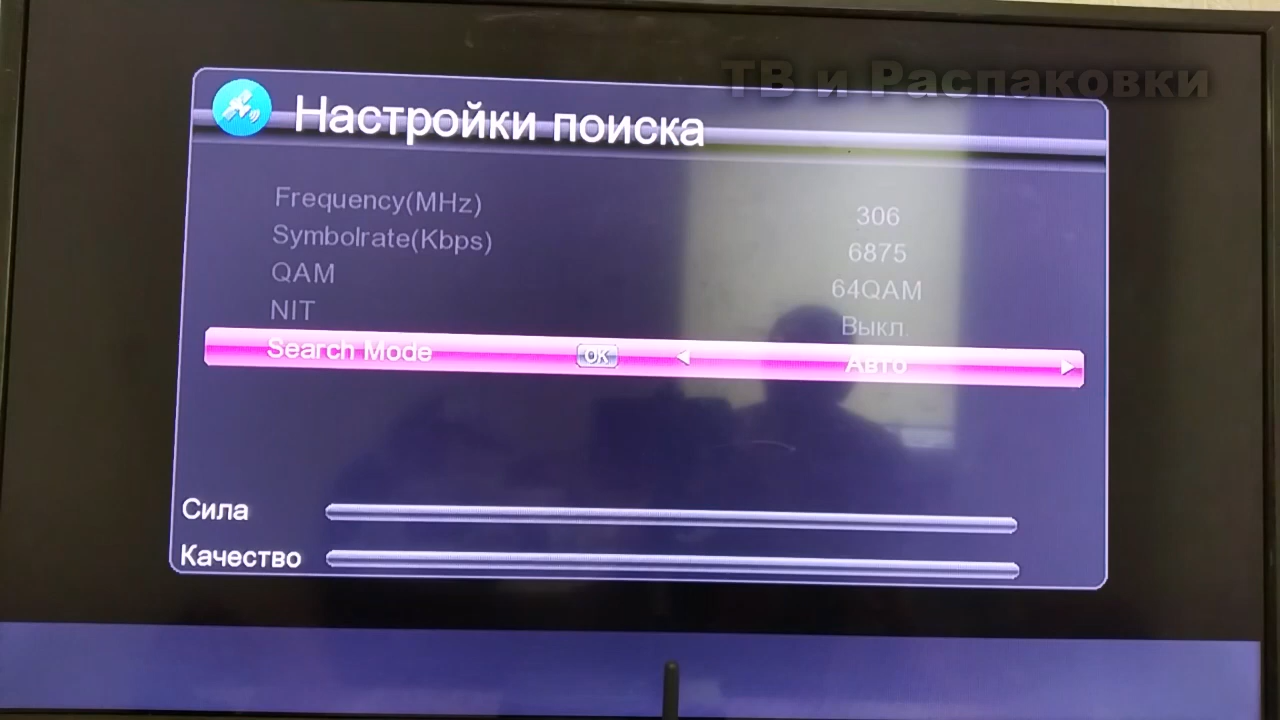 ТВ и Распаковки
Настройки поиска
Frequency(MHz) 306
Symbolrate(Kbps) 6875
QAM 64QAM
NIT Выкл.
Search Mode OK Авто
Сила
Качество